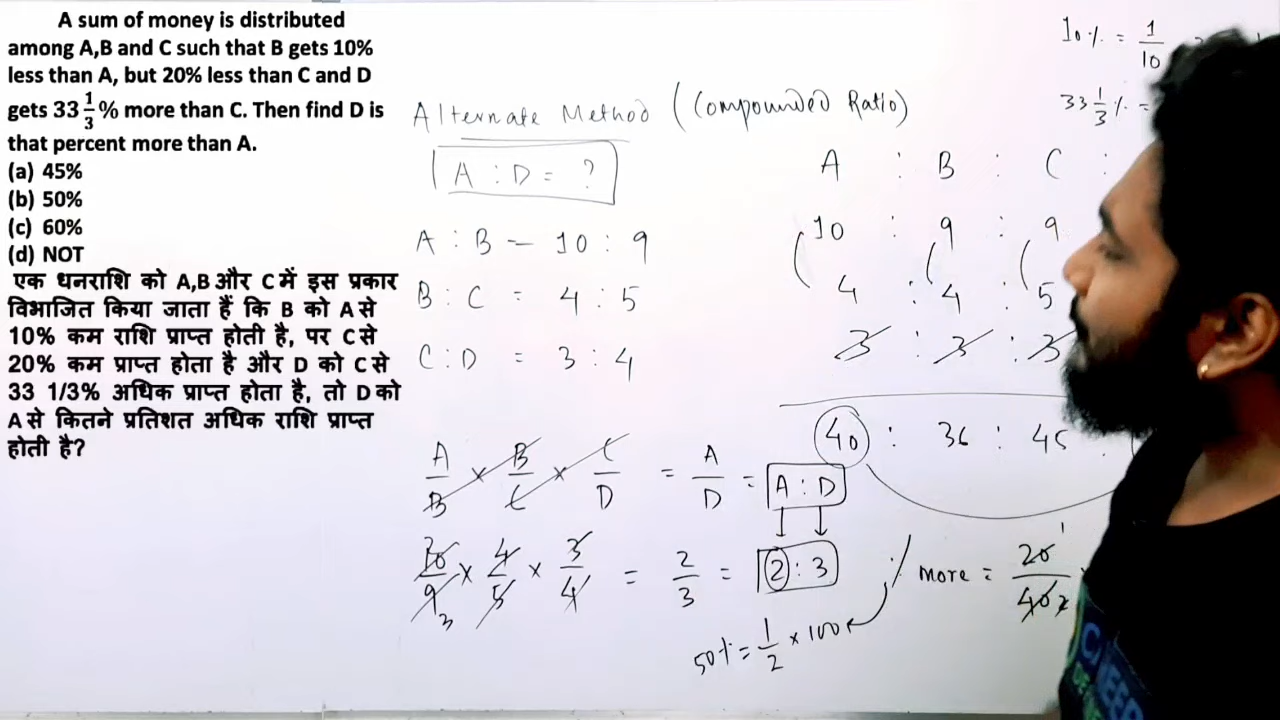 A sum of money is distributed
among A,B and C such that B gets 10%
less than A, but 20% less than C and D
gets 33 1/3 % more than C. Then find D is
that percent more than A.
(a) 45%
(b) 50%
(c) 60%
(d) NOT
एक धनराशि को A,B और C में इस प्रकार
विभाजित किया जाता हैं कि B को A से
10% कम राशि प्राप्त होती है, पर C से
20% कम प्राप्त होता है और D को C से
33 1/3% अधिक प्राप्त होता है, तो D को
A से कितने प्रतिशत अधिक राशि प्राप्त
होती है?
Alternate Method (Compounded Ratio)
A : D = ?
A : B — 10 : 9
B : C = 4 : 5
C : D = 3 : 4
A/B × B/C × C/D = A/D = A : D
10/9 × 4/5 × 3/4 = 2/3 = 2 : 3
50% = 1/2 × 100
10% = 1/10
33 1/3 % =
A : B : C :
10 : 9 : 9
4 : 4 : 5
3 : 3 : 3
40 : 36 : 45 :
% more = 20/40
1
2
3